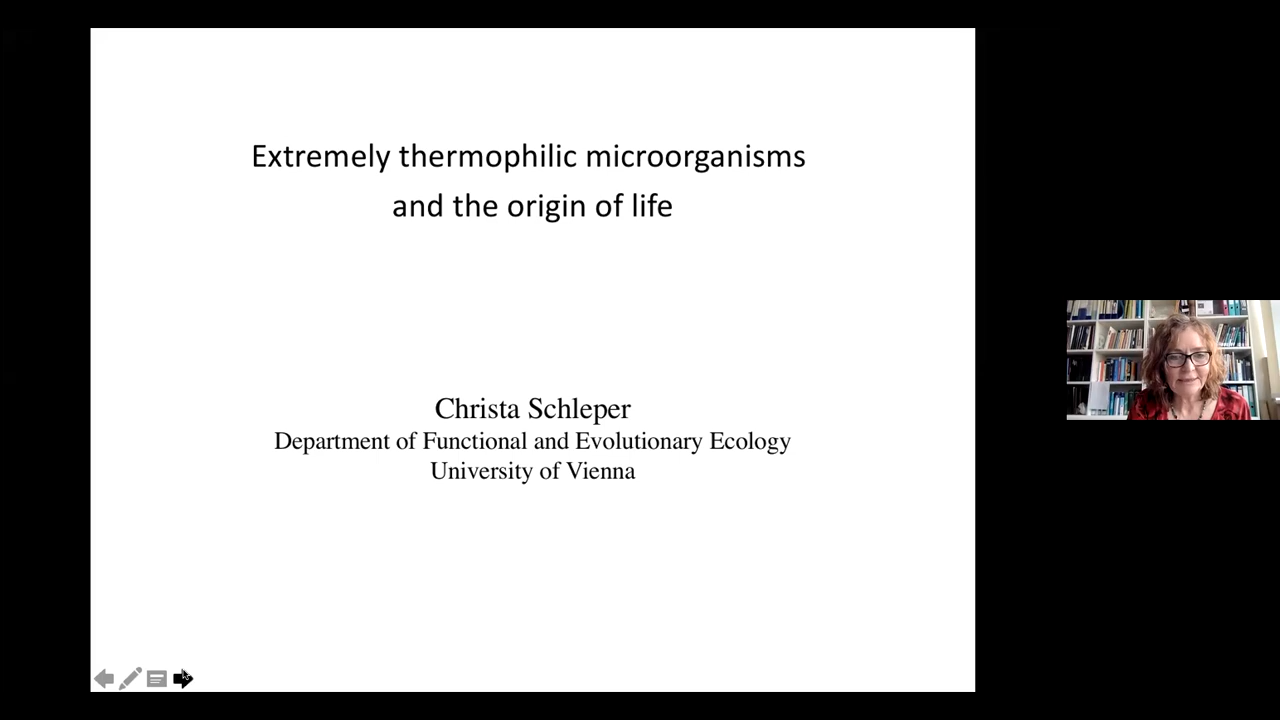 Extremely thermophilic microorganisms
and the origin of life
Christa Schleper
Department of Functional and Evolutionary Ecology
University of Vienna